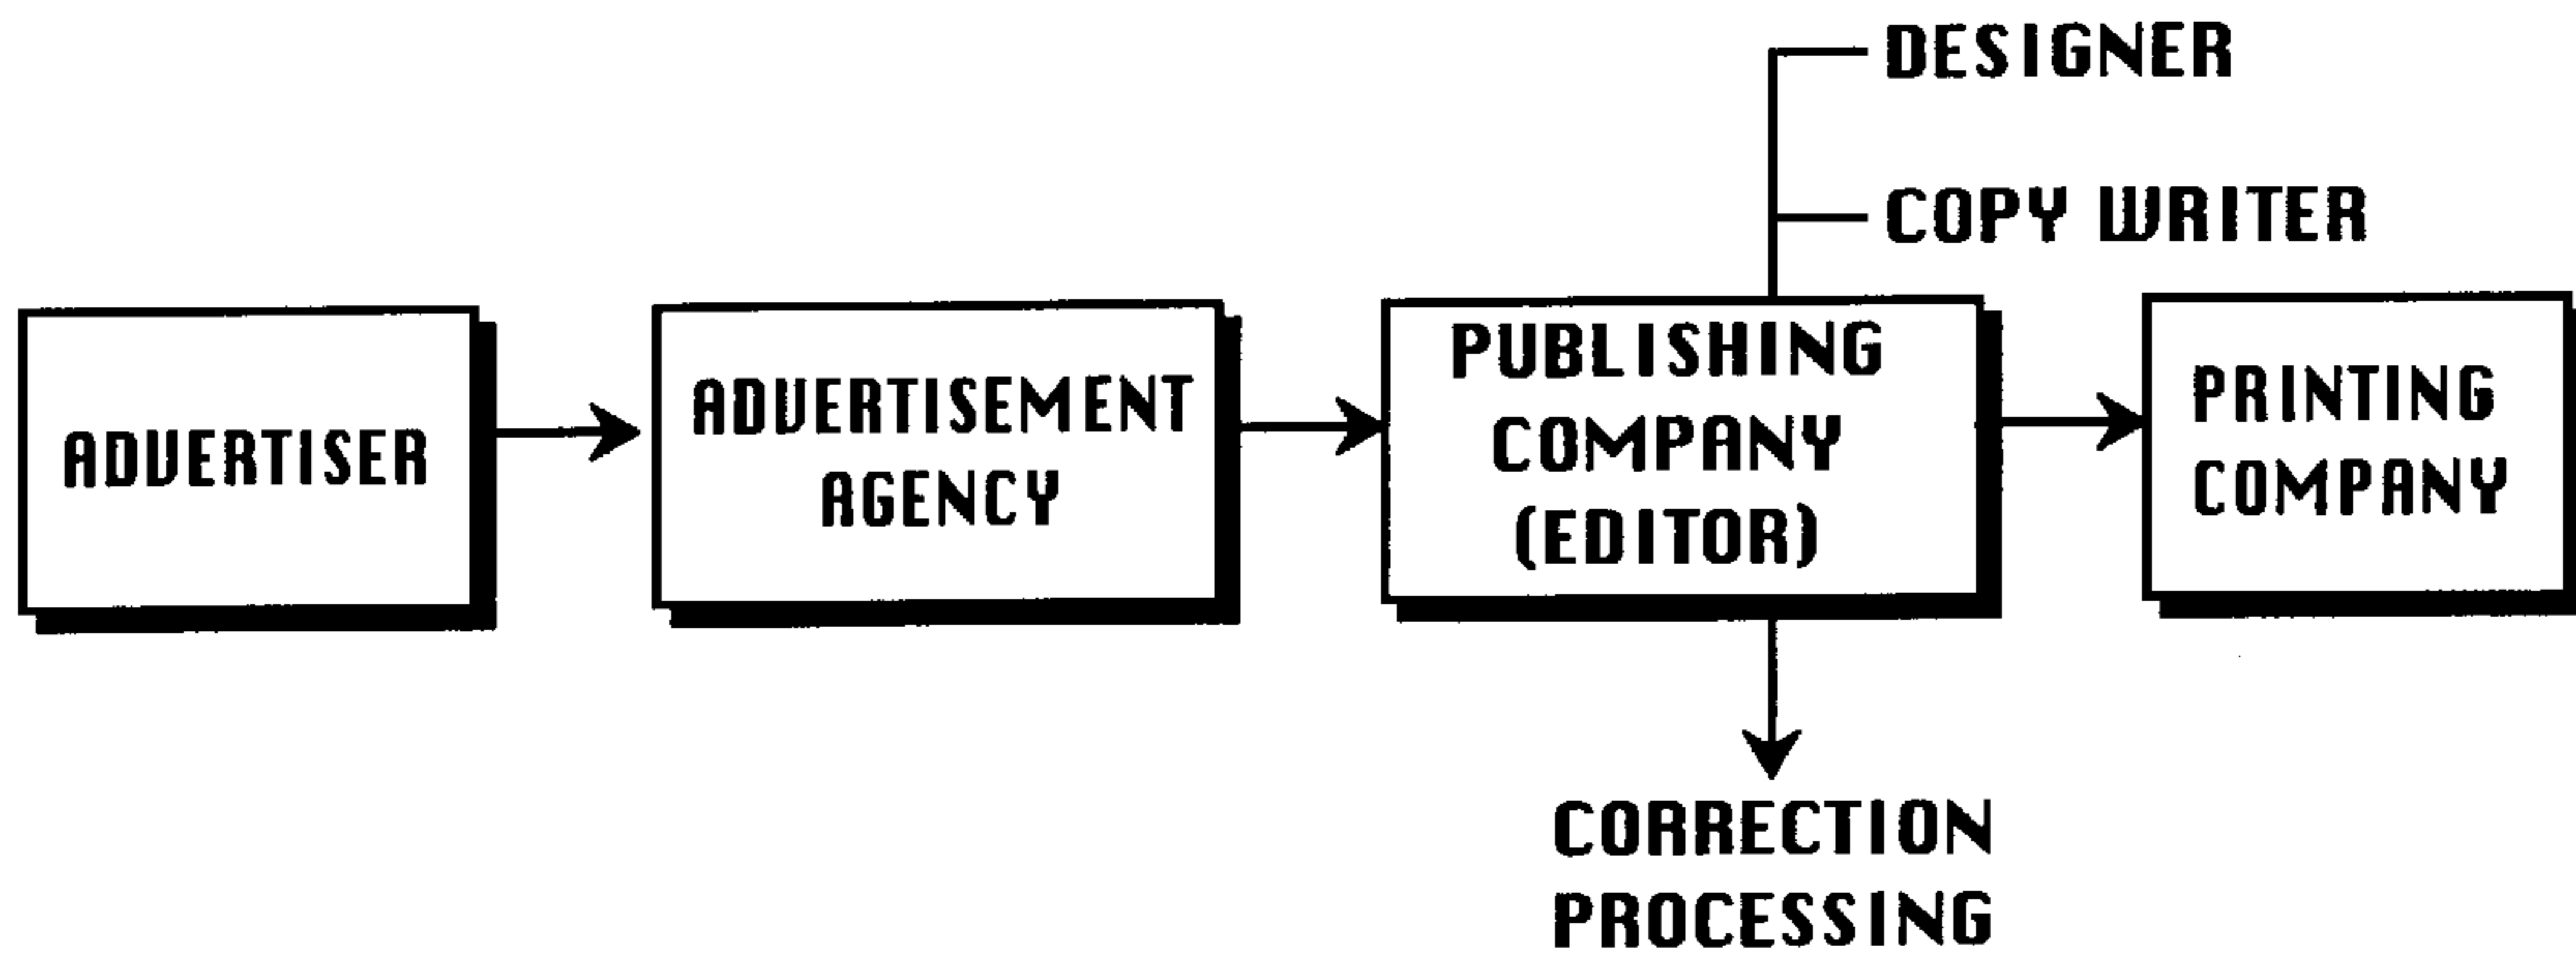 DESIGNER
COPY WRITER
ADVERTISER
ADVERTISEMENT
AGENCY
PUBLISHING
COMPANY
(EDITOR)
PRINTING
COMPANY
CORRECTION
PROCESSING